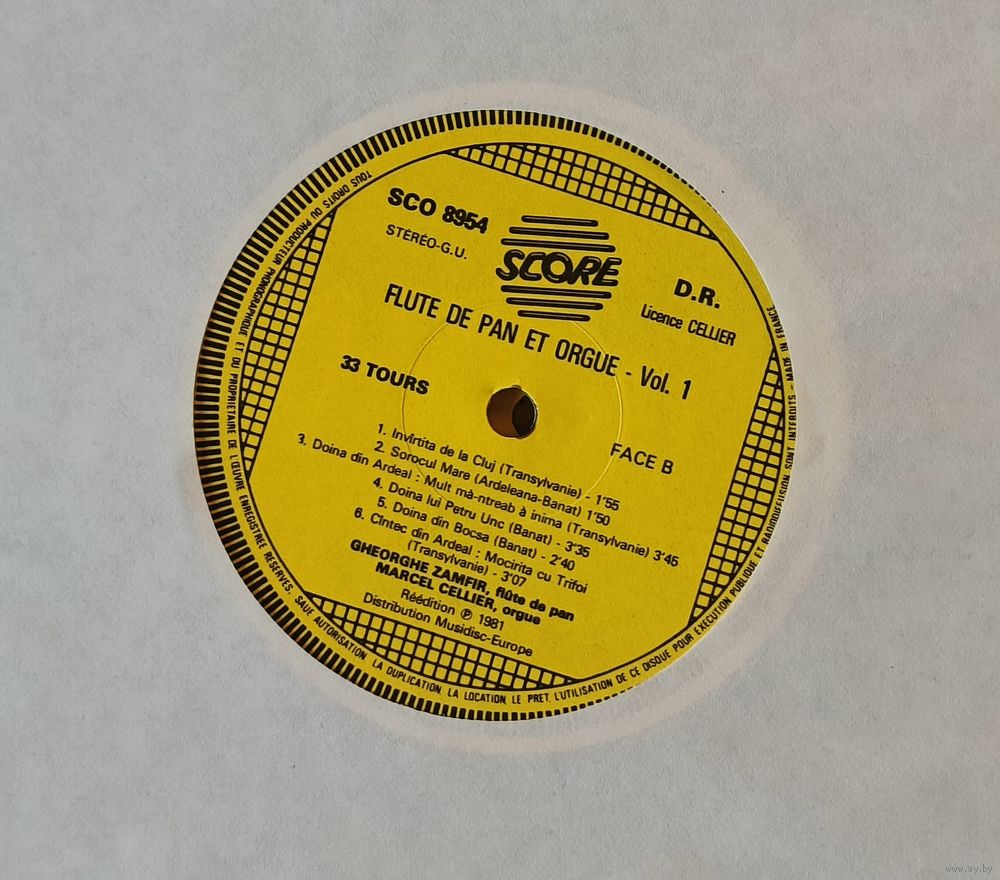 SCO 8954
STÉRÉO-G.U.
SCORE
D.R.
Licence CELLIER
FLUTE DE PAN ET ORGUE - Vol. 1
33 TOURS
FACE B
1. Invîrtita de la Cluj (Transylvanie) - 1'55
2. Sorocul Mare (Ardeleana-Banat) 1'50
3. Doina din Ardeal : Mult mà-ntreab à inima (Transylvanie) 3'45
4. Doina lui Petru Unc (Banat) - 3'35
5. Doina din Bocsa (Banat) - 2'40
6. Cîntec din Ardeal : Mocirita cu Trifoi
(Transylvanie) - 3'07
GHEORGHE ZAMFIR, flûte de pan
MARCEL CELLIER, orgue
Réédition ℗ 1981
Distribution Musidisc-Europe
TOUS DROITS DU PRODUCTEUR PHONOGRAPHIQUE ET DU PROPRIÉTAIRE DE L'ŒUVRE ENREGISTRÉE RÉSERVÉS. SAUF AUTORISATION LA DUPLICATION, LA LOCATION, LE PRET, L'UTILISATION DE CE DISQUE POUR EXECUTION PUBLIQUE ET RADIODIFFUSION SONT INTERDITS - MADE IN FRANCE
www.ay.by